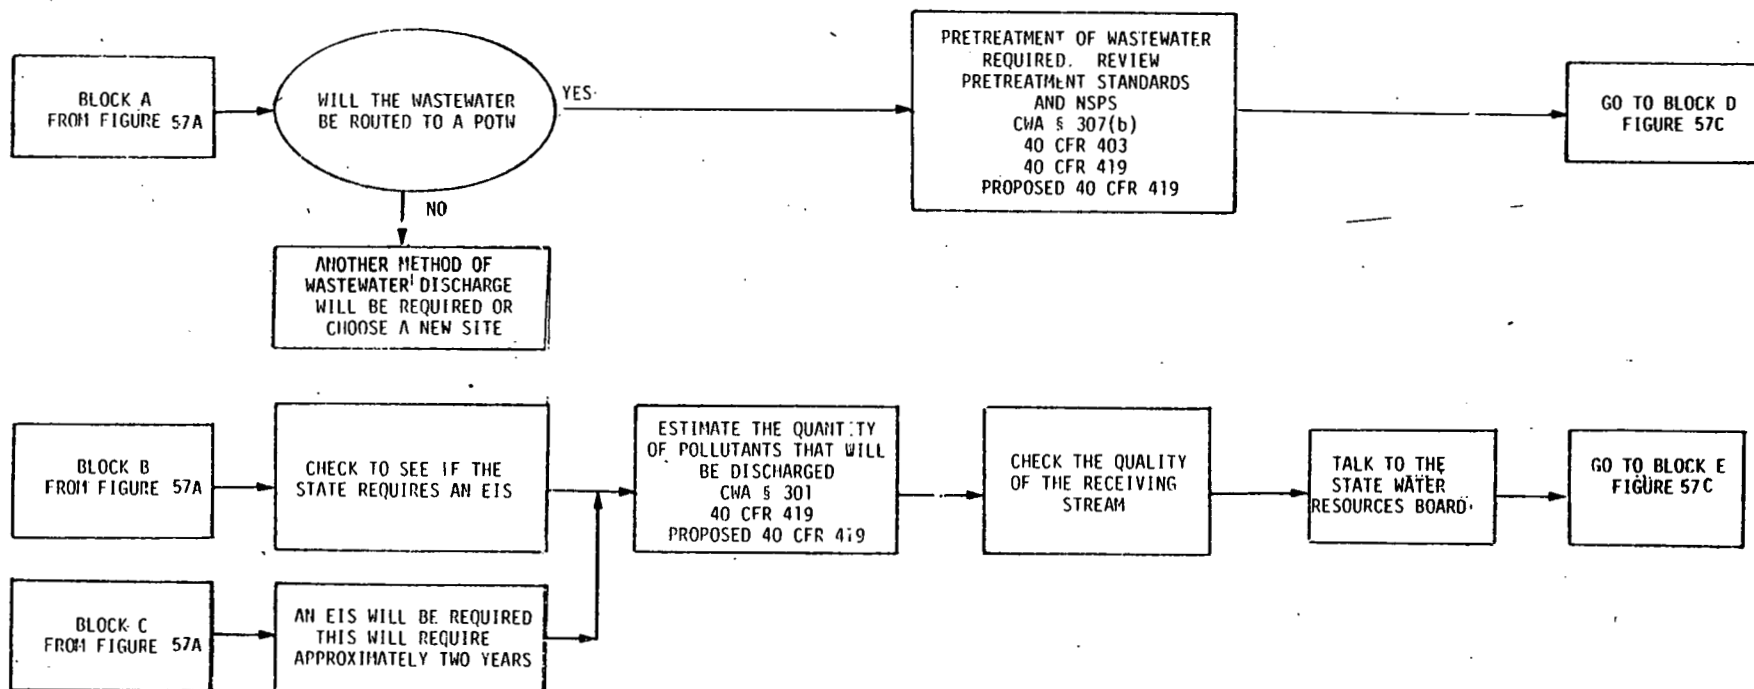 BLOCK A
FROM FIGURE 57A
WILL THE WASTEWATER
BE ROUTED TO A POTW
YES
NO
ANOTHER METHOD OF
WASTEWATER DISCHARGE
WILL BE REQUIRED OR
CHOOSE A NEW SITE
PRETREATMENT OF WASTEWATER
REQUIRED. REVIEW
PRETREATMENT STANDARDS
AND NSPS
CWA § 307(b)
40 CFR 403
40 CFR 419
PROPOSED 40 CFR 419
GO TO BLOCK D
FIGURE 57C
BLOCK B
FROM FIGURE 57A
CHECK TO SEE IF THE
STATE REQUIRES AN EIS
ESTIMATE THE QUANTITY
OF POLLUTANTS THAT WILL
BE DISCHARGED
CWA § 301
40 CFR 419
PROPOSED 40 CFR 419
CHECK THE QUALITY
OF THE RECEIVING
STREAM
TALK TO THE
STATE WATER
RESOURCES BOARD
GO TO BLOCK E
FIGURE 57C
BLOCK C
FROM FIGURE 57A
AN EIS WILL BE REQUIRED
THIS WILL REQUIRE
APPROXIMATELY TWO YEARS